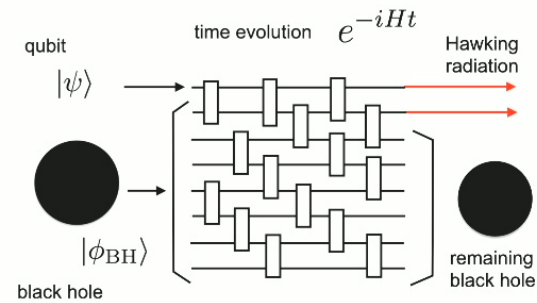 qubit
time evolution
e^{-iHt}
Hawking
radiation
|ψ⟩
|ϕ_BH⟩
black hole
remaining
black hole